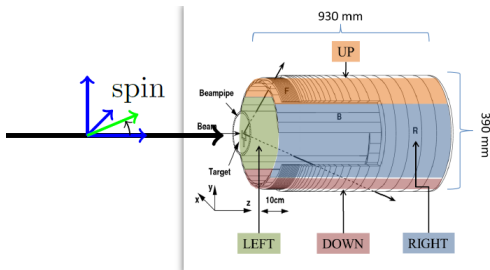 930 mm
UP
spin
Beampipe
F
B
Beam
R
390 mm
Target
y
x
z
10cm
LEFT
DOWN
RIGHT